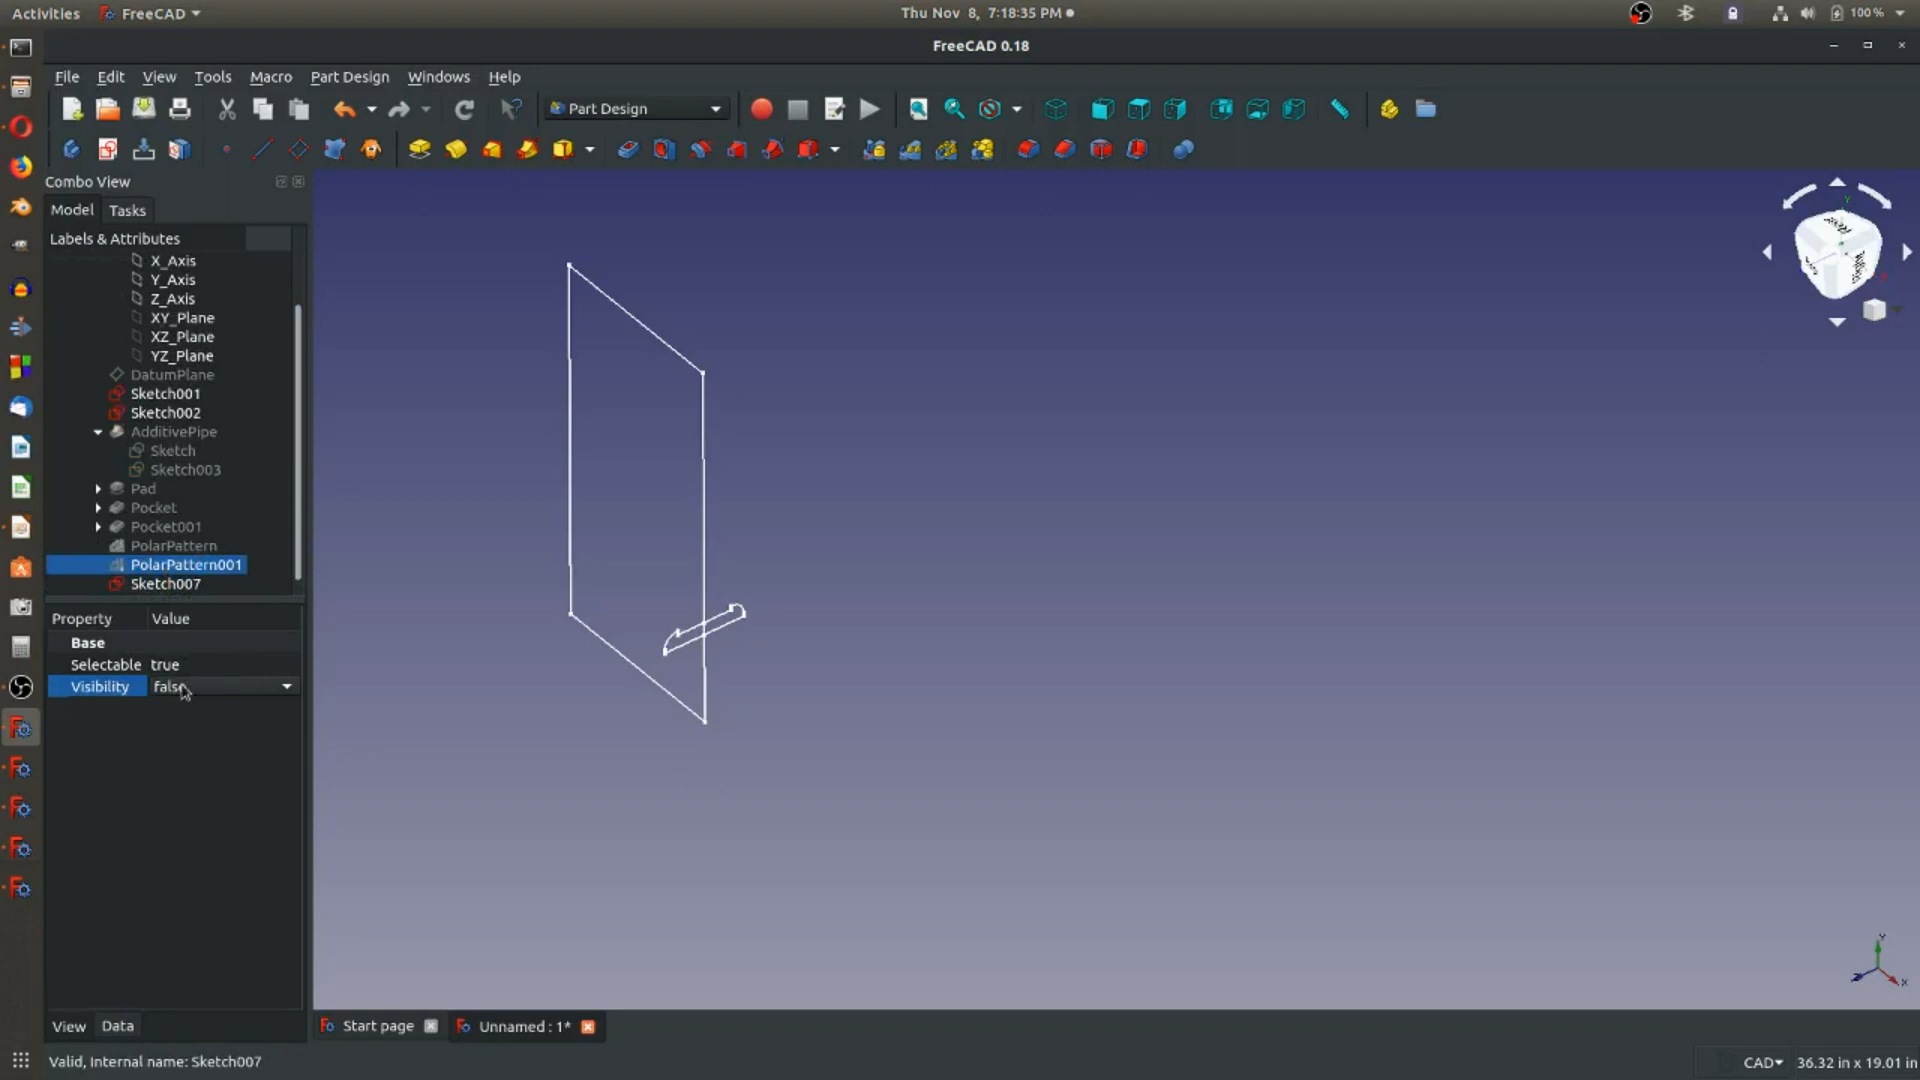 Activities FreeCAD Thu Nov 8, 7:18:35 PM 100 %
FreeCAD 0.18
File Edit View Tools Macro Part Design Windows Help
Part Design
Combo View
Model Tasks
Labels & Attributes
X_Axis
Y_Axis
Z_Axis
XY_Plane
XZ_Plane
YZ_Plane
DatumPlane
Sketch001
Sketch002
AdditivePipe
Sketch
Sketch003
Pad
Pocket
Pocket001
PolarPattern
PolarPattern001
Sketch007
Property Value
Base
Selectable true
Visibility false
View Data
Start page Unnamed : 1*
Valid, Internal name: Sketch007
CAD 36.32 in x 19.01 in
Y
X